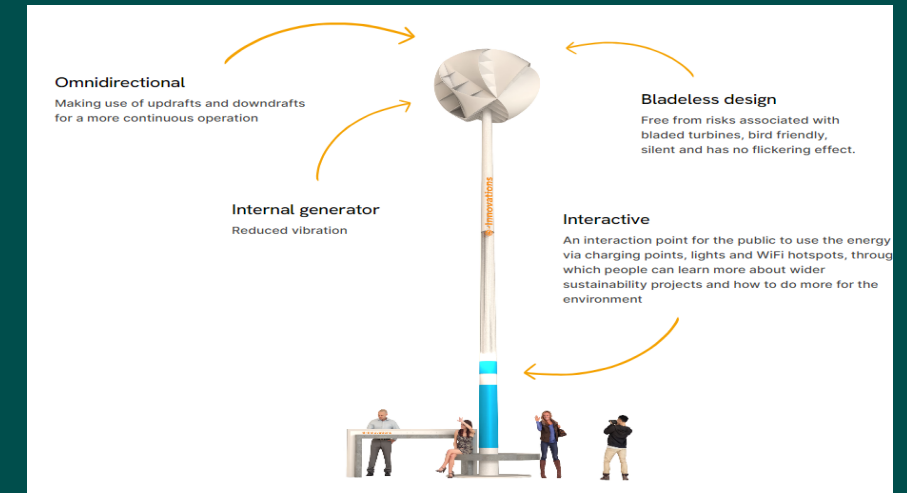 Omnidirectional
Making use of updrafts and downdrafts
for a more continuous operation
Bladeless design
Free from risks associated with
bladed turbines, bird friendly,
silent and has no flickering effect.
Internal generator
Reduced vibration
Interactive
An interaction point for the public to use the energy
via charging points, lights and WiFi hotspots, throug
which people can learn more about wider
sustainability projects and how to do more for the
environment
-Innovations